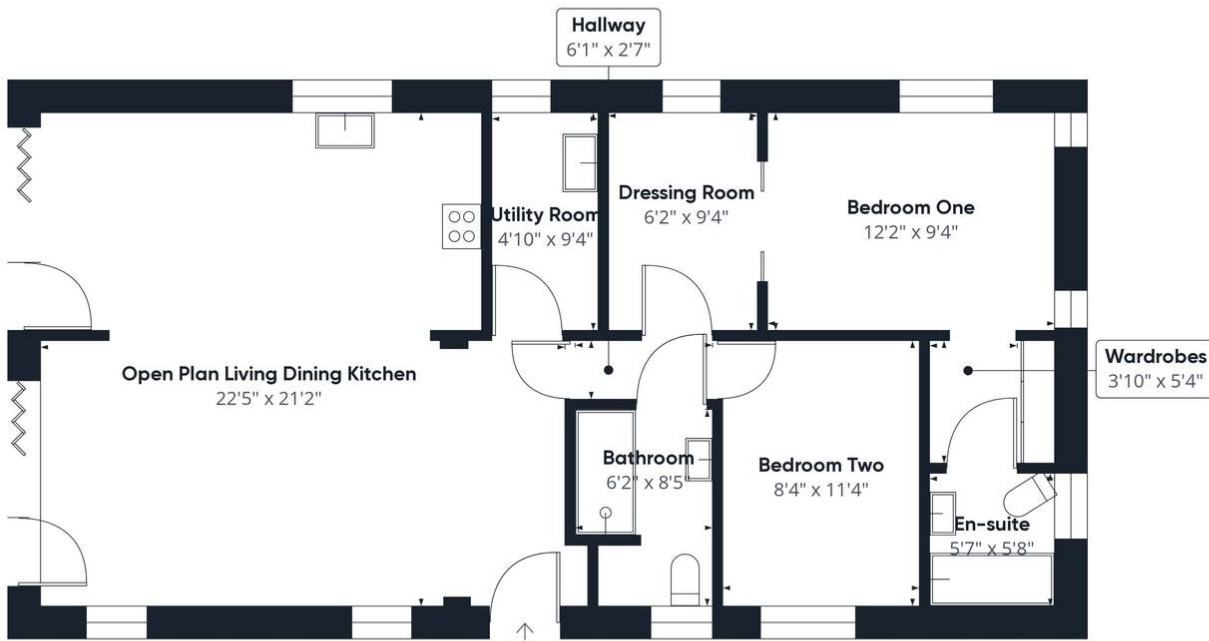 Hallway
6'1" x 2'7"
Dressing Room
6'2" x 9'4"
Bedroom One
12'2" x 9'4"
Utility Room
4'10" x 9'4"
Open Plan Living Dining Kitchen
22'5" x 21'2"
Wardrobes
3'10" x 5'4"
Bathroom
6'2" x 8'5"
Bedroom Two
8'4" x 11'4"
En-suite
5'7" x 5'8"